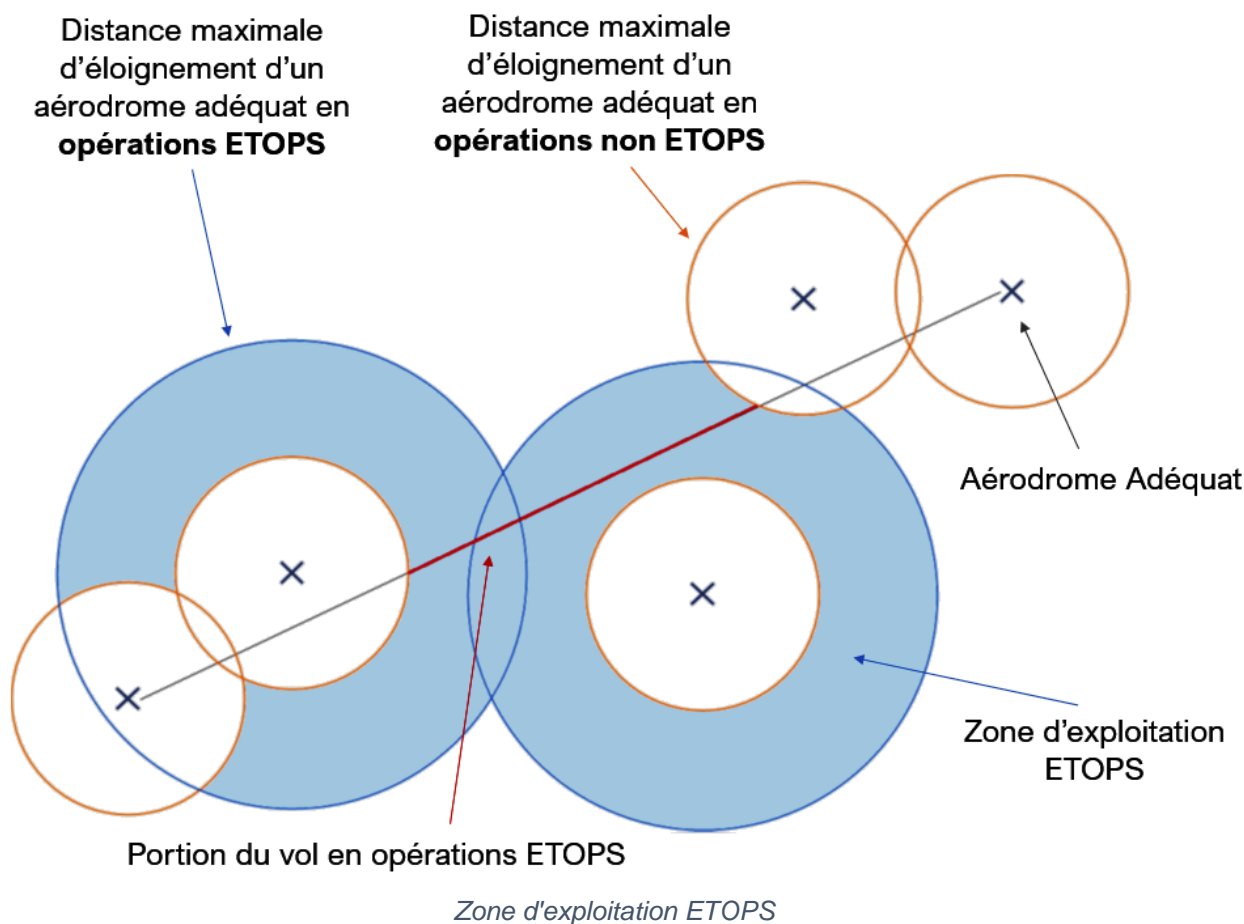 Distance maximale
d’éloignement d’un
aérodrome adéquat en
opérations ETOPS
Distance maximale
d’éloignement d’un
aérodrome adéquat en
opérations non ETOPS
Aérodrome Adéquat
Zone d’exploitation
ETOPS
Portion du vol en opérations ETOPS
Zone d'exploitation ETOPS